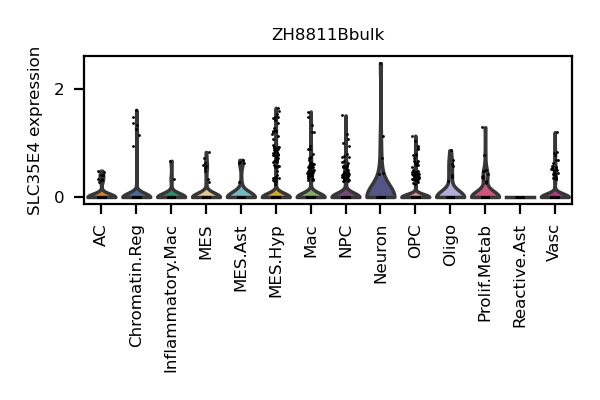 ZH8811Bbulk
SLC35E4 expression
2
0
AC
Chromatin.Reg
Inflammatory.Mac
MES
MES.Ast
MES.Hyp
Mac
NPC
Neuron
OPC
Oligo
Prolif.Metab
Reactive.Ast
Vasc